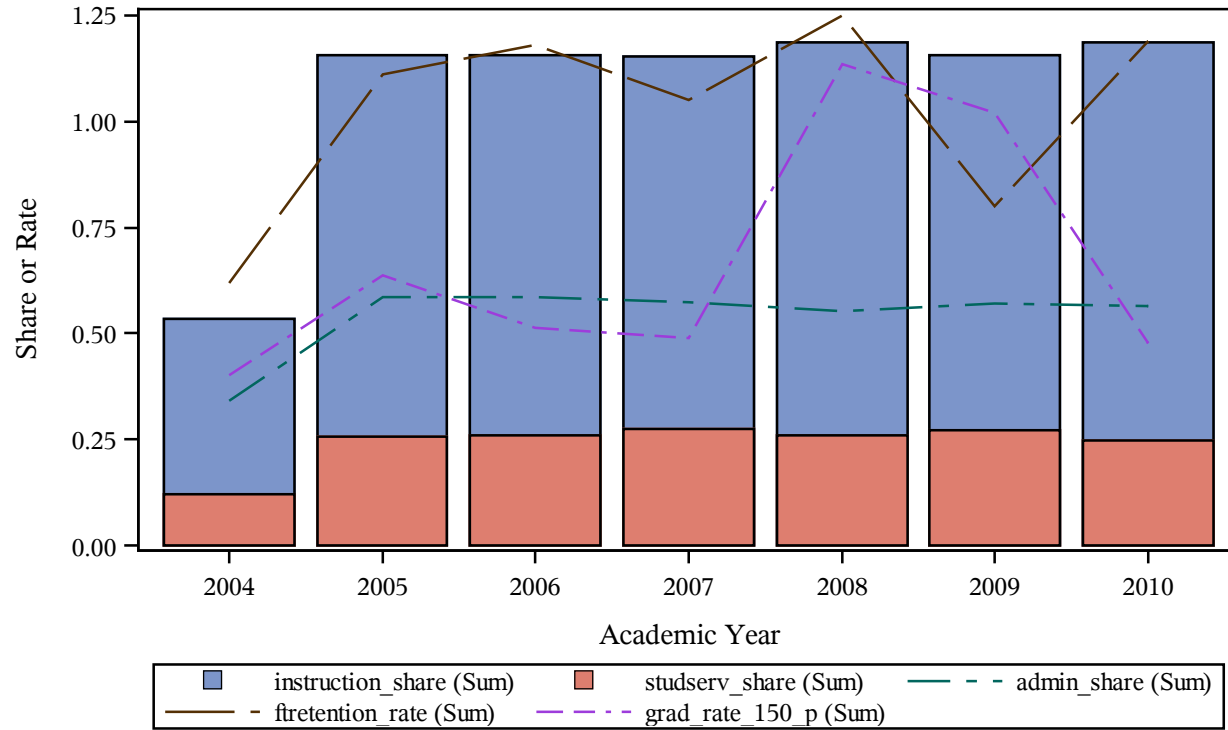 1.25
1.00
0.75
0.50
0.25
0.00
Share or Rate
2004 2005 2006 2007 2008 2009 2010
Academic Year
instruction_share (Sum) studserv_share (Sum) admin_share (Sum)
ftretention_rate (Sum) grad_rate_150_p (Sum)